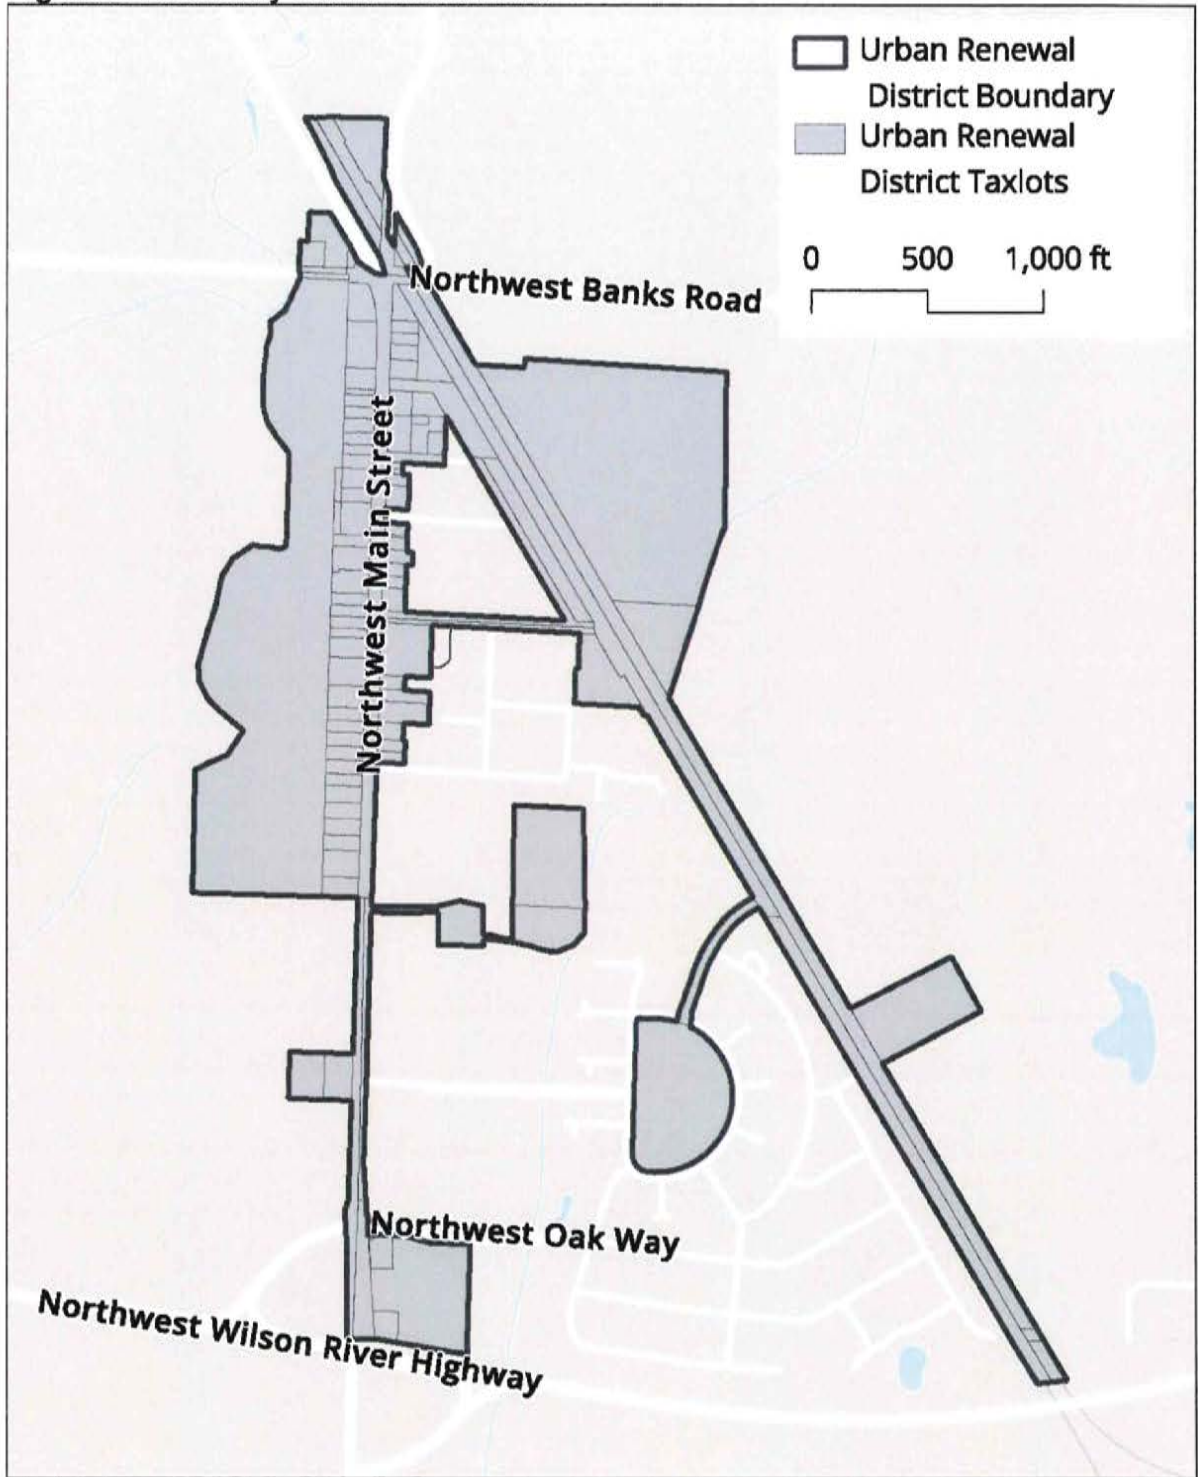 Urban Renewal
District Boundary
Urban Renewal
District Taxlots
0 500 1,000 ft
Northwest Banks Road
Northwest Main Street
Northwest Oak Way
Northwest Wilson River Highway